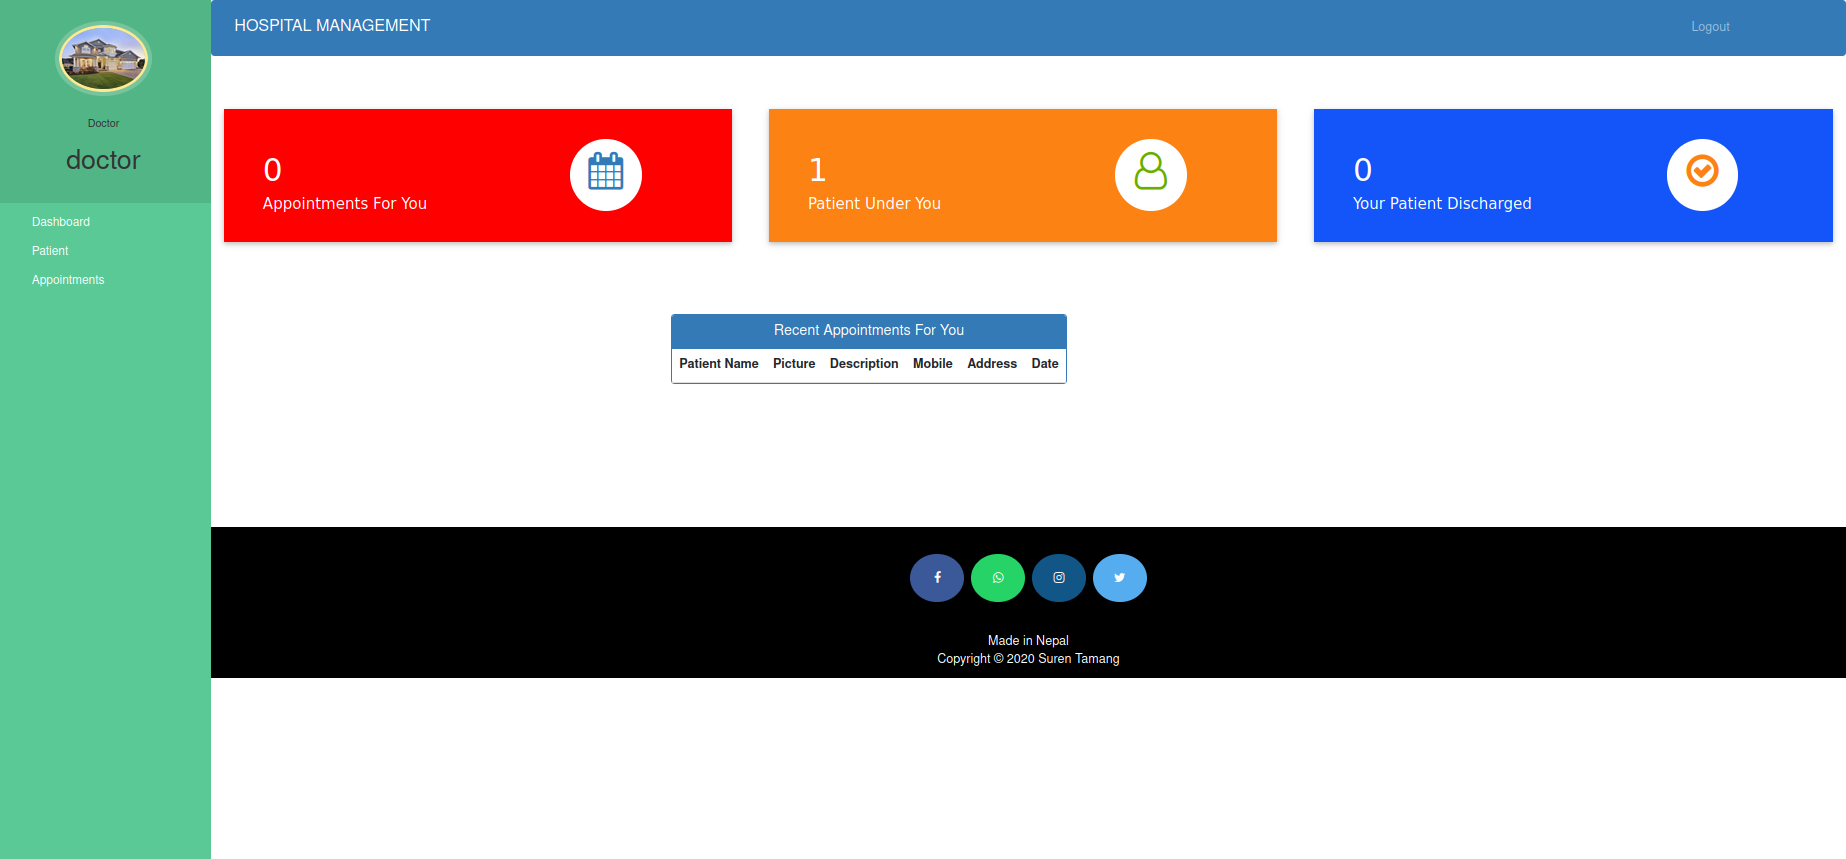 HOSPITAL MANAGEMENT
Logout
Doctor
doctor
Dashboard
Patient
Appointments
0
Appointments For You
1
Patient Under You
0
Your Patient Discharged
Recent Appointments For You
Patient Name Picture Description Mobile Address Date
Made in Nepal
Copyright © 2020 Suren Tamang